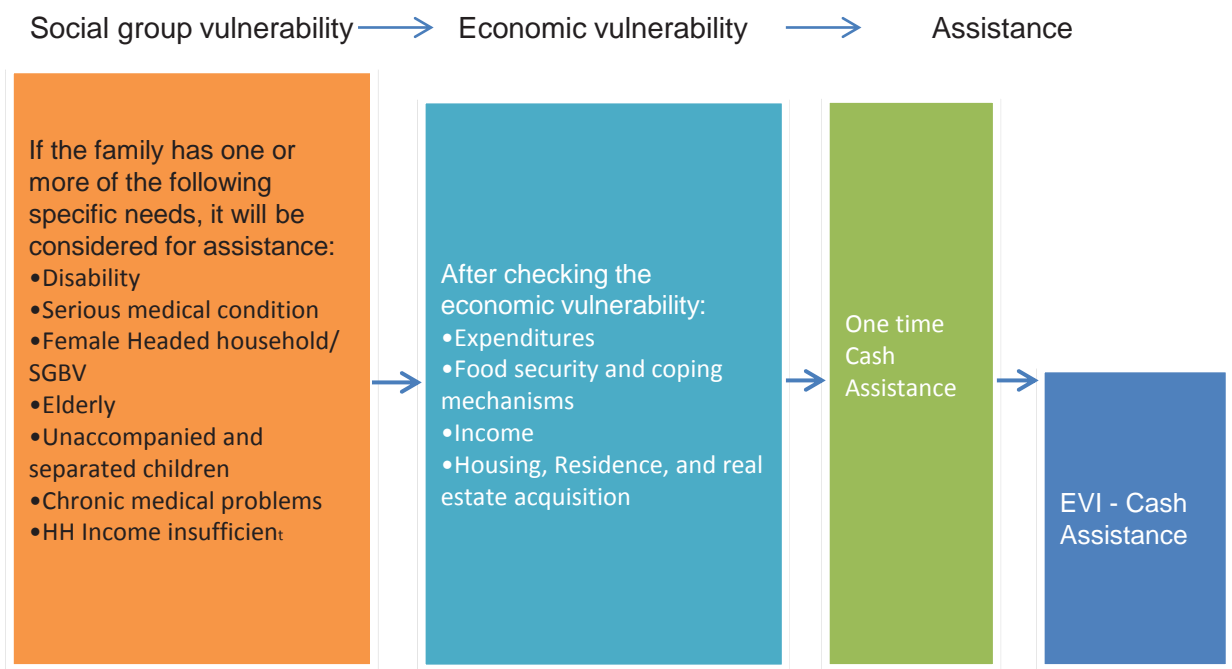 Social group vulnerability
Economic vulnerability
Assistance
If the family has one or
more of the following
specific needs, it will be
considered for assistance:
•Disability
•Serious medical condition
•Female Headed household/
SGBV
•Elderly
•Unaccompanied and
separated children
•Chronic medical problems
•HH Income insufficient
After checking the
economic vulnerability:
•Expenditures
•Food security and coping
mechanisms
•Income
•Housing, Residence, and real
estate acquisition
One time
Cash
Assistance
EVI - Cash
Assistance